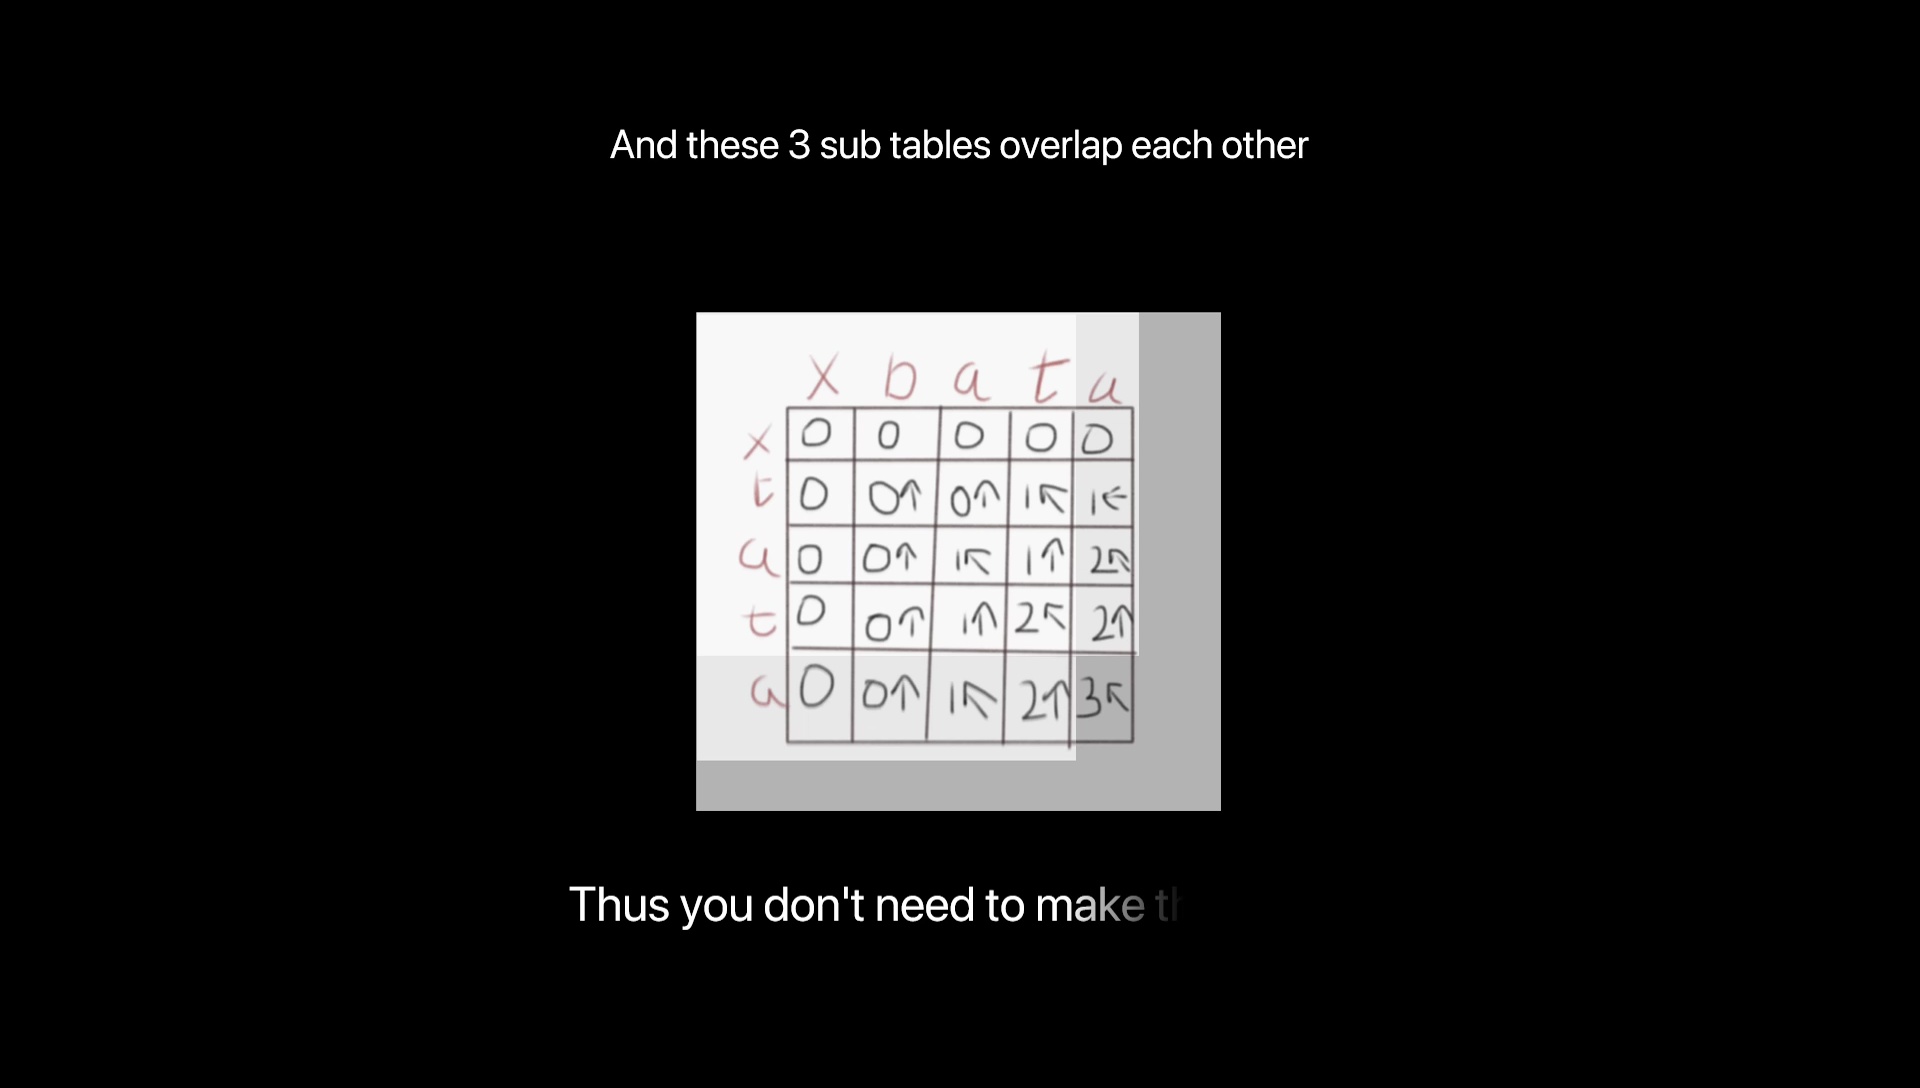 And these 3 sub tables overlap each other
x b a t a
x 0 0 0 0 0
t 0 0↑ 0↑ 1↖ 1←
a 0 0↑ 1↖ 1↑ 2↖
t 0 0↑ 1↑ 2↖ 2↑
a 0 0↑ 1↖ 2↑ 3↖
Thus you don't need to make